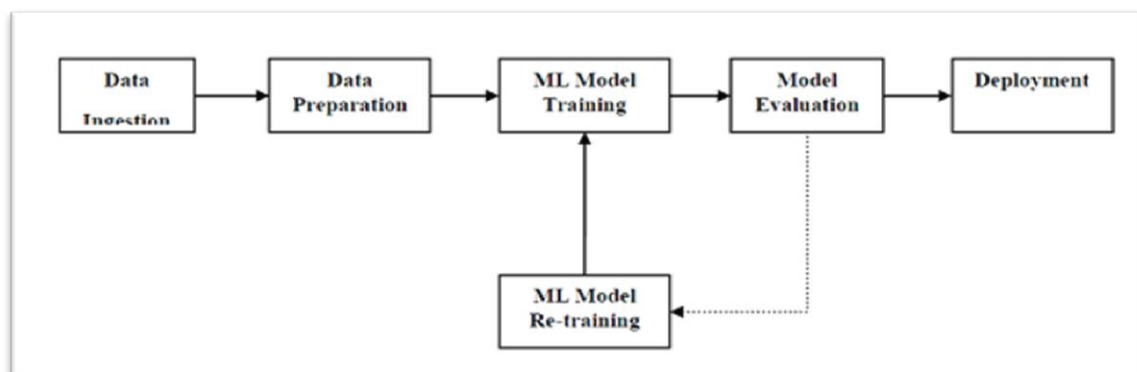 Data
Ingestion
Data
Preparation
ML Model
Training
Model
Evaluation
Deployment
ML Model
Re-training